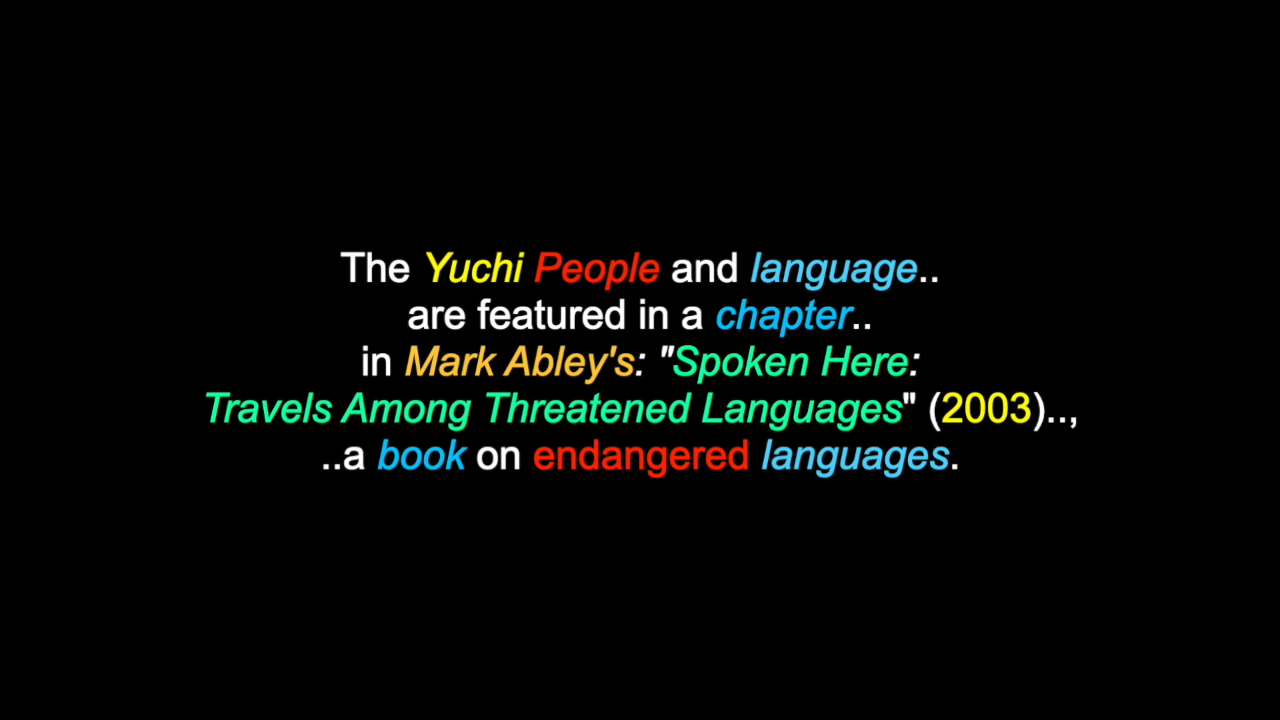 The Yuchi People and language..
are featured in a chapter..
in Mark Abley's: "Spoken Here:
Travels Among Threatened Languages" (2003)..,
..a book on endangered languages.